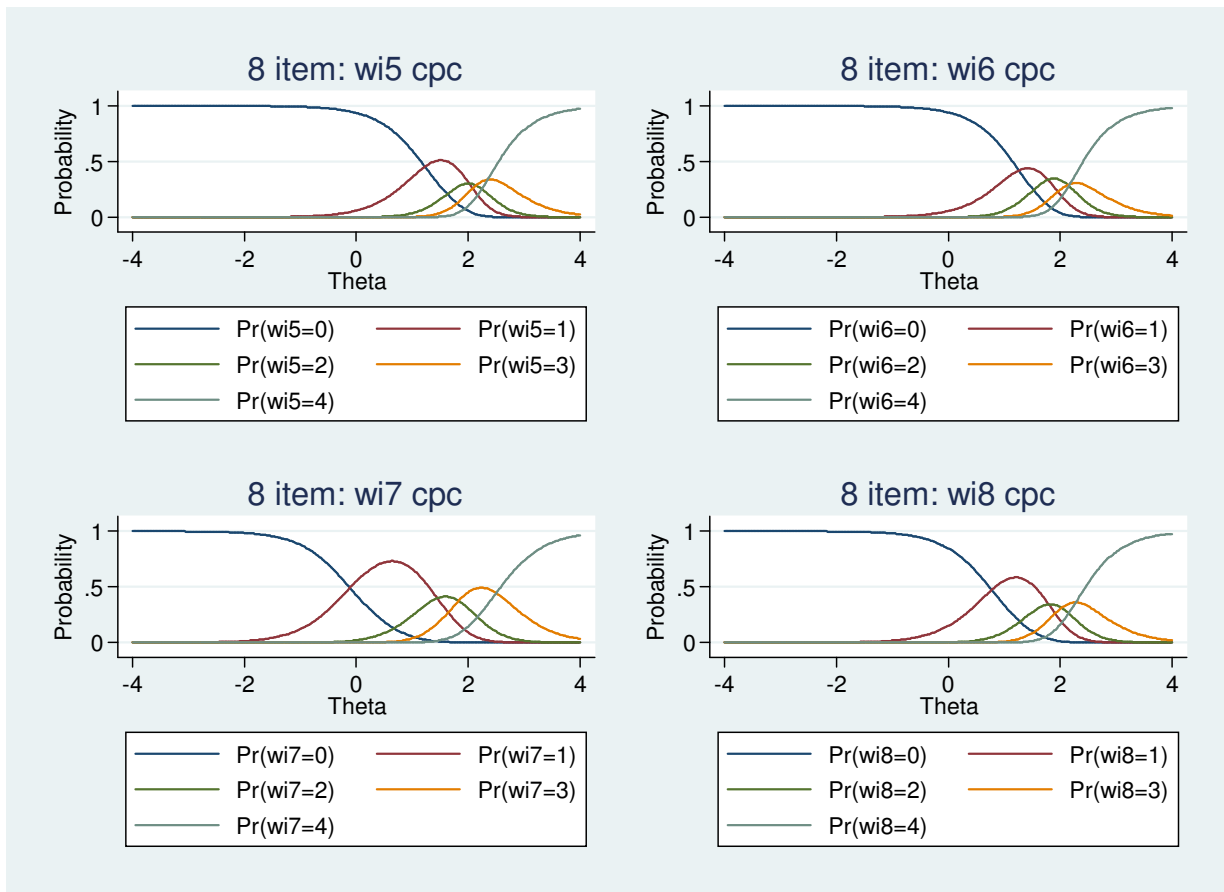 8 item: wi5 cpc
1
.5
0
Probability
-4 -2 0 2 4
Theta
Pr(wi5=0) Pr(wi5=1)
Pr(wi5=2) Pr(wi5=3)
Pr(wi5=4)
8 item: wi6 cpc
1
.5
0
Probability
-4 -2 0 2 4
Theta
Pr(wi6=0) Pr(wi6=1)
Pr(wi6=2) Pr(wi6=3)
Pr(wi6=4)
8 item: wi7 cpc
1
.5
0
Probability
-4 -2 0 2 4
Theta
Pr(wi7=0) Pr(wi7=1)
Pr(wi7=2) Pr(wi7=3)
Pr(wi7=4)
8 item: wi8 cpc
1
.5
0
Probability
-4 -2 0 2 4
Theta
Pr(wi8=0) Pr(wi8=1)
Pr(wi8=2) Pr(wi8=3)
Pr(wi8=4)